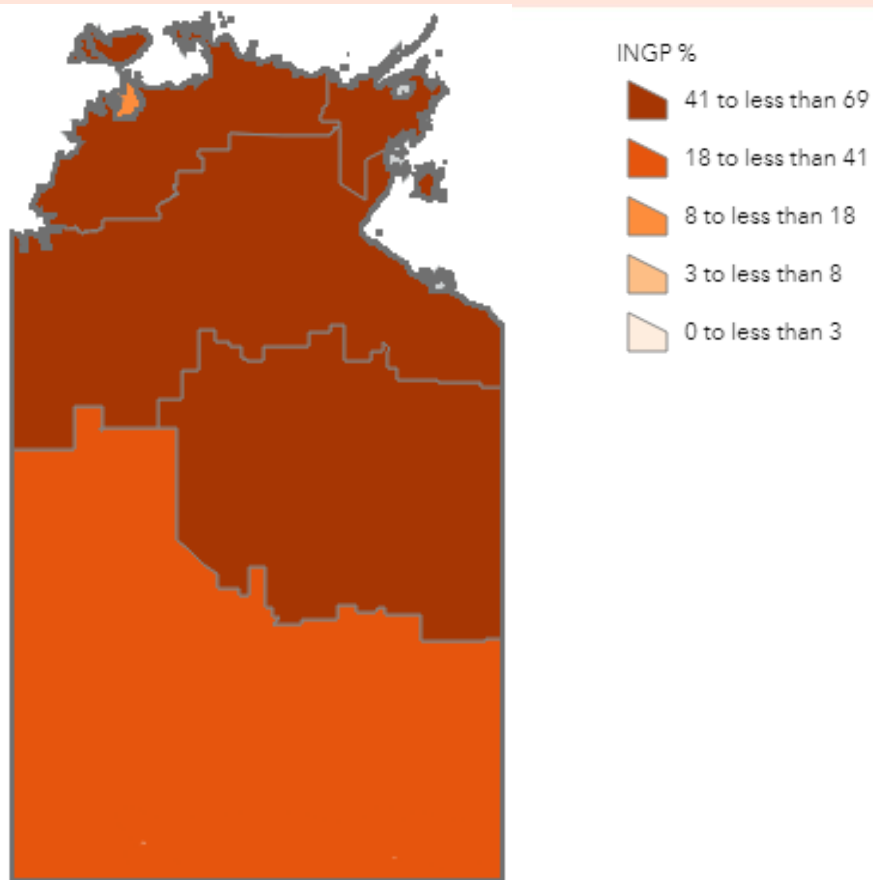 INGP %
41 to less than 69
18 to less than 41
8 to less than 18
3 to less than 8
0 to less than 3